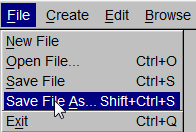 File Create Edit Browse
New File
Open File... Ctrl+O
Save File Ctrl+S
Save File As... Shift+Ctrl+S
Exit Ctrl+Q